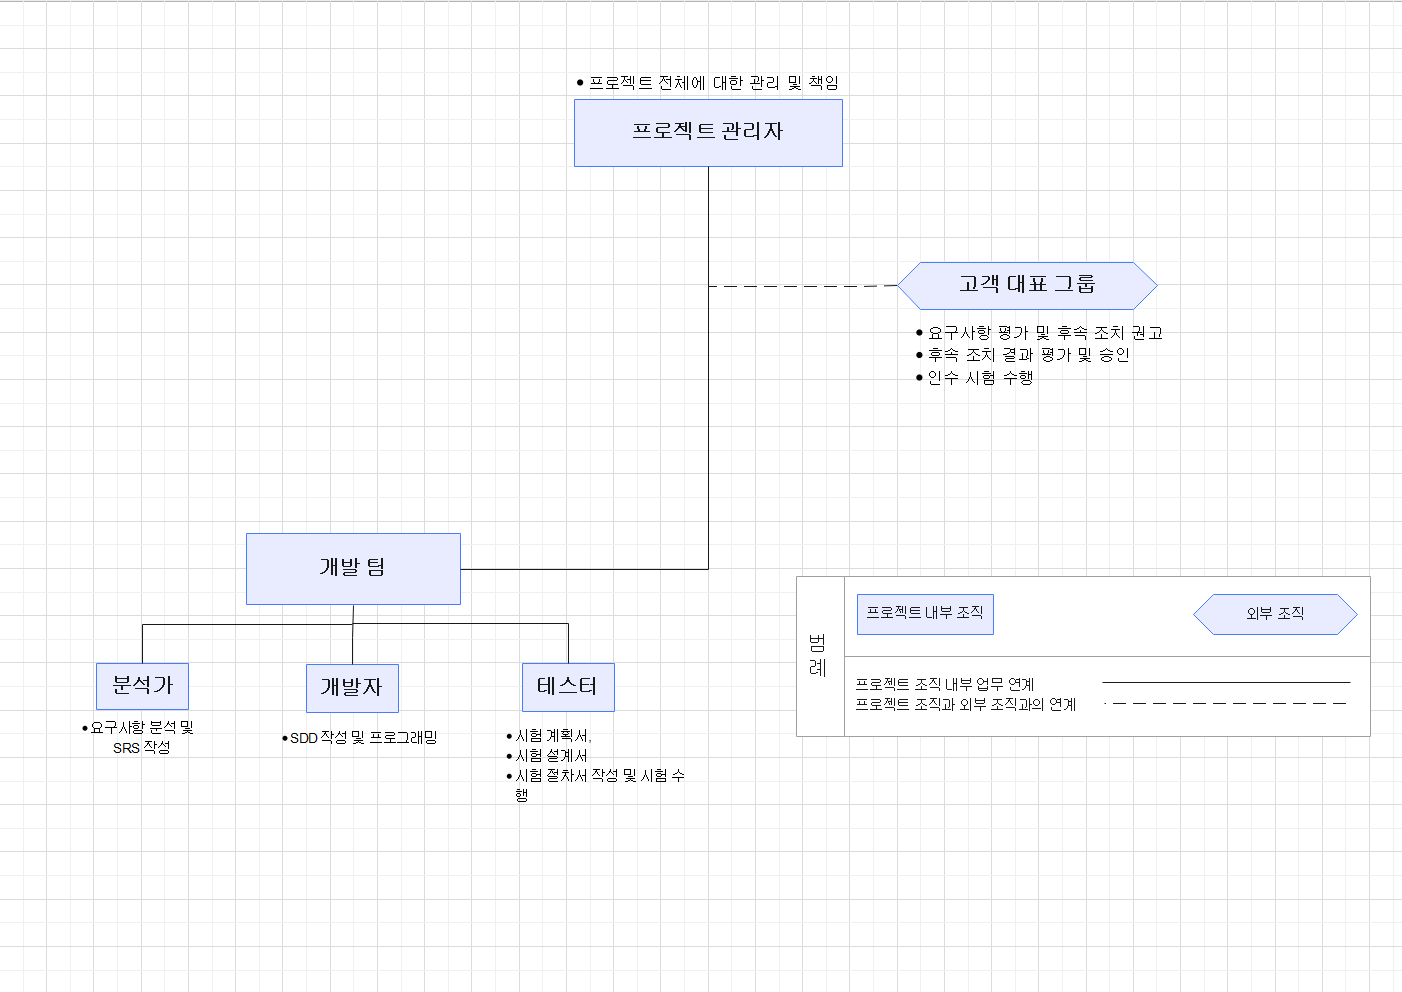 • 프로젝트 전체에 대한 관리 및 책임
프로젝트 관리자
고객 대표 그룹
• 요구사항 평가 및 후속 조치 권고
• 후속 조치 결과 평가 및 승인
• 인수 시험 수행
개발 팀
분석가
• 요구사항 분석 및
SRS 작성
개발자
• SDD 작성 및 프로그래밍
테스터
• 시험 계획서,
• 시험 설계서
• 시험 절차서 작성 및 시험 수
행
범
례
프로젝트 내부 조직
외부 조직
프로젝트 조직 내부 업무 연계
프로젝트 조직과 외부 조직과의 연계